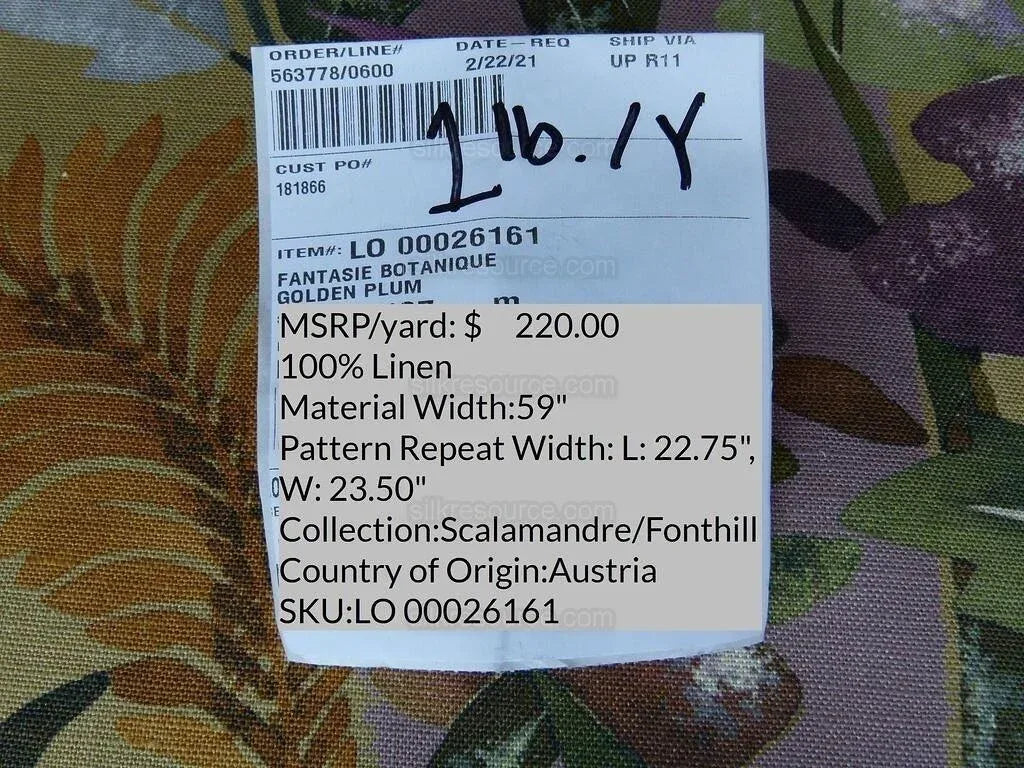 ORDER/LINE# DATE-REQ SHIP VIA
563778/0600 2/22/21 UP R11
1 lb. / Y
CUST PO#
181866
ITEM#: LO 00026161
FANTASIE BOTANIQUE
GOLDEN PLUM
MSRP/yard: $ 220.00
100% Linen
silkresource.com
Material Width:59"
Pattern Repeat Width: L: 22.75",
W: 23.50"
Collection:Scalamandre/Fonthill
Country of Origin:Austria
SKU:LO 00026161